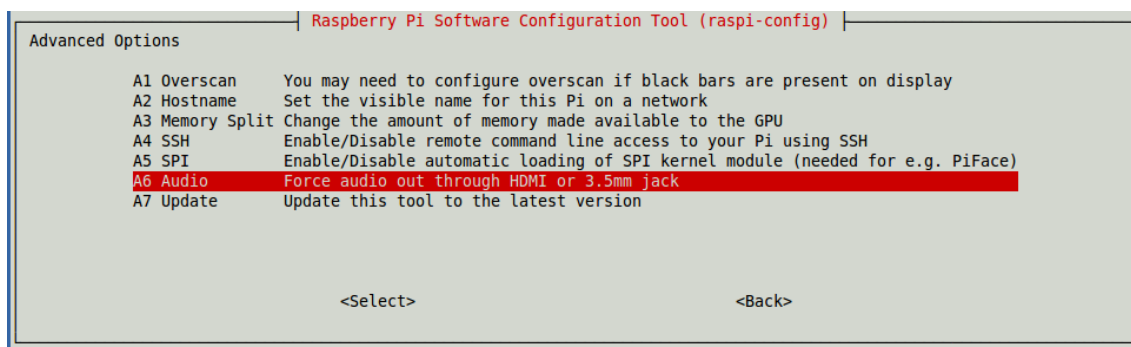 Raspberry Pi Software Configuration Tool (raspi-config)
Advanced Options
A1 Overscan You may need to configure overscan if black bars are present on display
A2 Hostname Set the visible name for this Pi on a network
A3 Memory Split Change the amount of memory made available to the GPU
A4 SSH Enable/Disable remote command line access to your Pi using SSH
A5 SPI Enable/Disable automatic loading of SPI kernel module (needed for e.g. PiFace)
A6 Audio Force audio out through HDMI or 3.5mm jack
A7 Update Update this tool to the latest version
<Select> <Back>